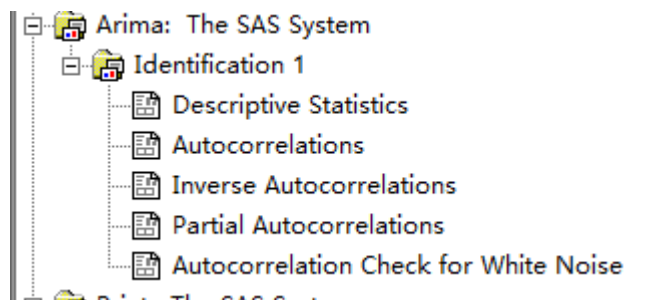 Arima: The SAS System
Identification 1
Descriptive Statistics
Autocorrelations
Inverse Autocorrelations
Partial Autocorrelations
Autocorrelation Check for White Noise